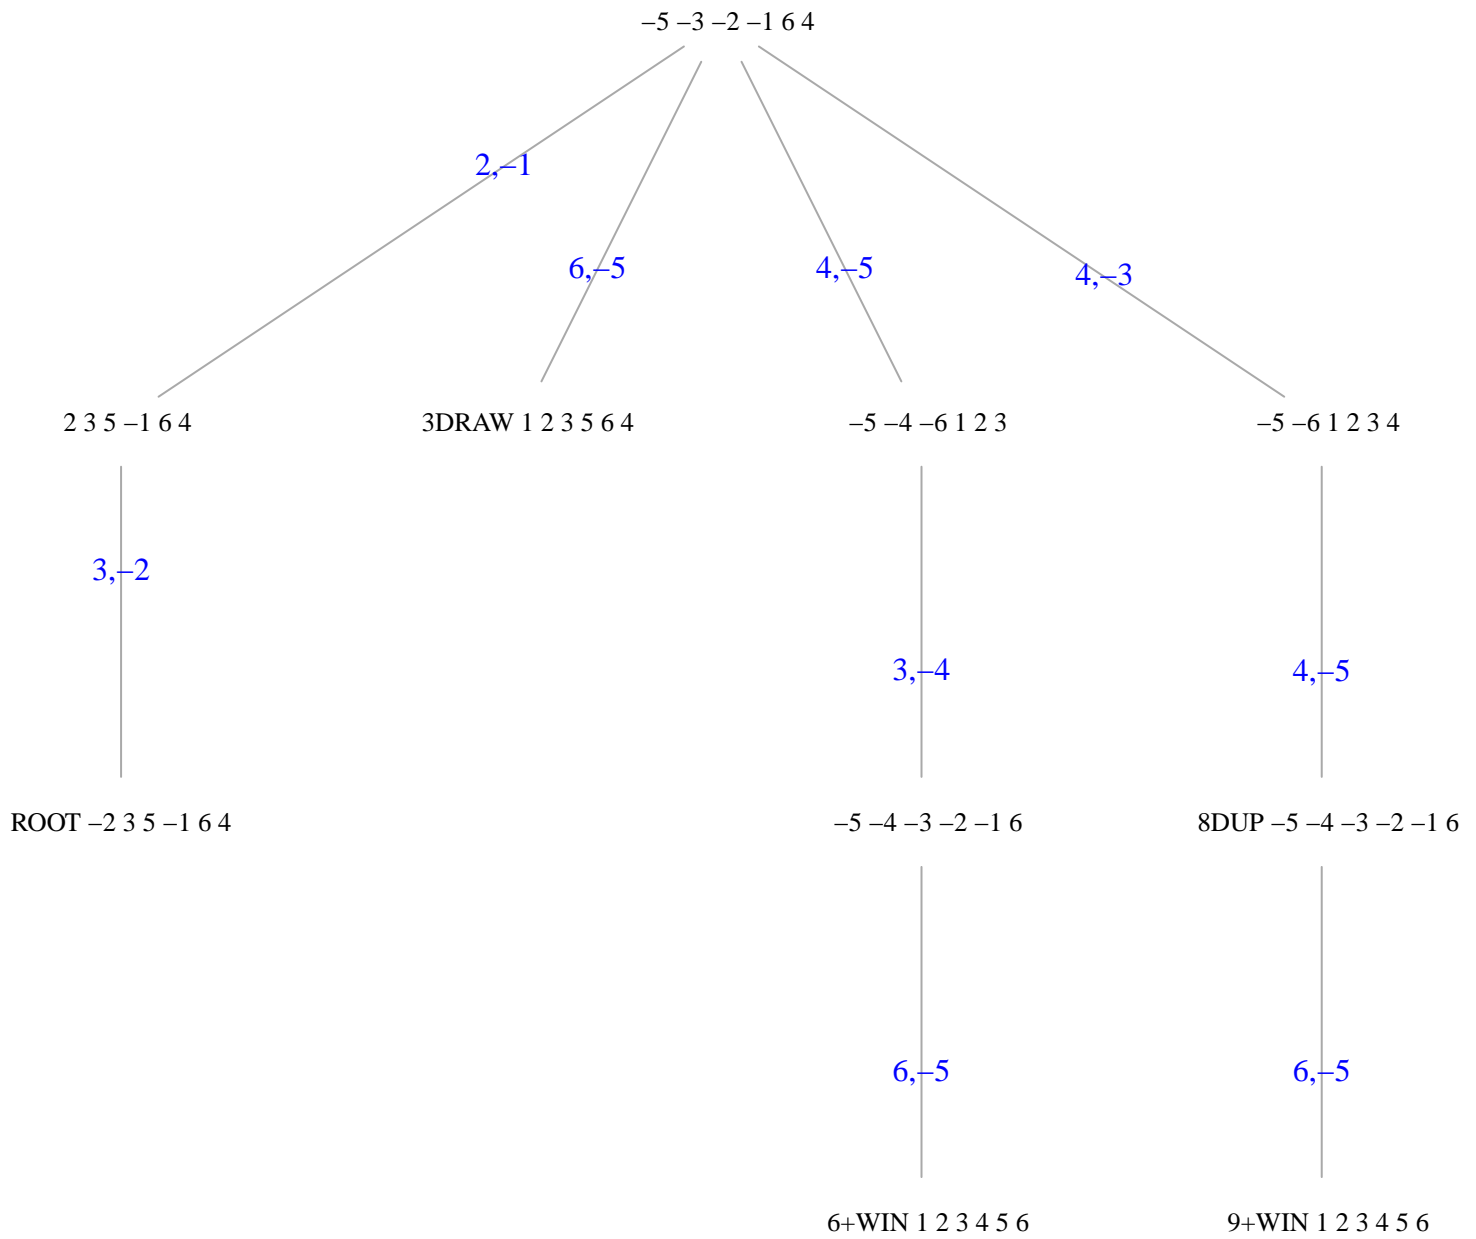 –5 –3 –2 –1 6 4
2,–1
6,–5
4,–5
4,–3
2 3 5 –1 6 4
3DRAW 1 2 3 5 6 4
–5 –4 –6 1 2 3
–5 –6 1 2 3 4
3,–2
3,–4
4,–5
ROOT –2 3 5 –1 6 4
–5 –4 –3 –2 –1 6
8DUP –5 –4 –3 –2 –1 6
6,–5
6,–5
6+WIN 1 2 3 4 5 6
9+WIN 1 2 3 4 5 6